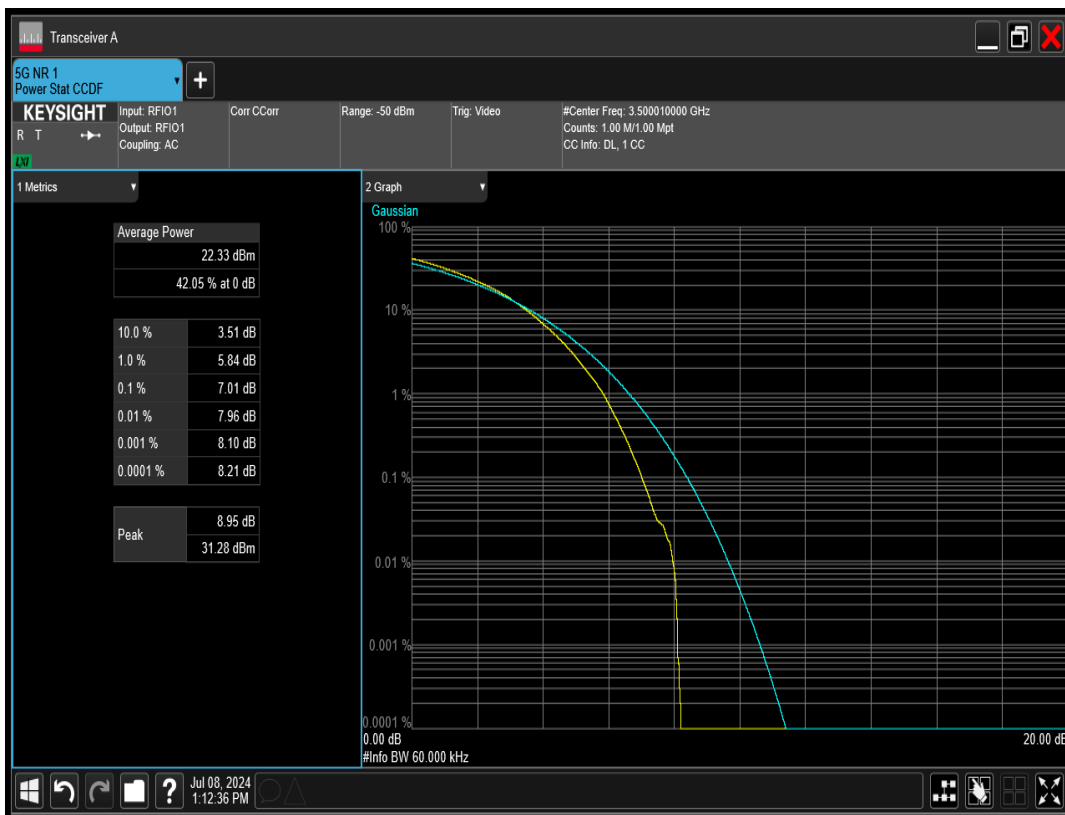 Transceiver A
5G NR 1
Power Stat CCDF
KEYSIGHT
R T
LXI
Input: RFIO1
Output: RFIO1
Coupling: AC
Corr CCorr
Range: -50 dBm
Trig: Video
#Center Freq: 3.500010000 GHz
Counts: 1.00 M/1.00 Mpt
CC Info: DL, 1 CC
1 Metrics
Average Power
22.33 dBm
42.05 % at 0 dB
10.0 % 3.51 dB
1.0 % 5.84 dB
0.1 % 7.01 dB
0.01 % 7.96 dB
0.001 % 8.10 dB
0.0001 % 8.21 dB
Peak 8.95 dB
31.28 dBm
2 Graph
Gaussian
100 %
10 %
1 %
0.1 %
0.01 %
0.001 %
0.0001 %
0.00 dB 20.00 dB
#Info BW 60.000 kHz
Jul 08, 2024
1:12:36 PM